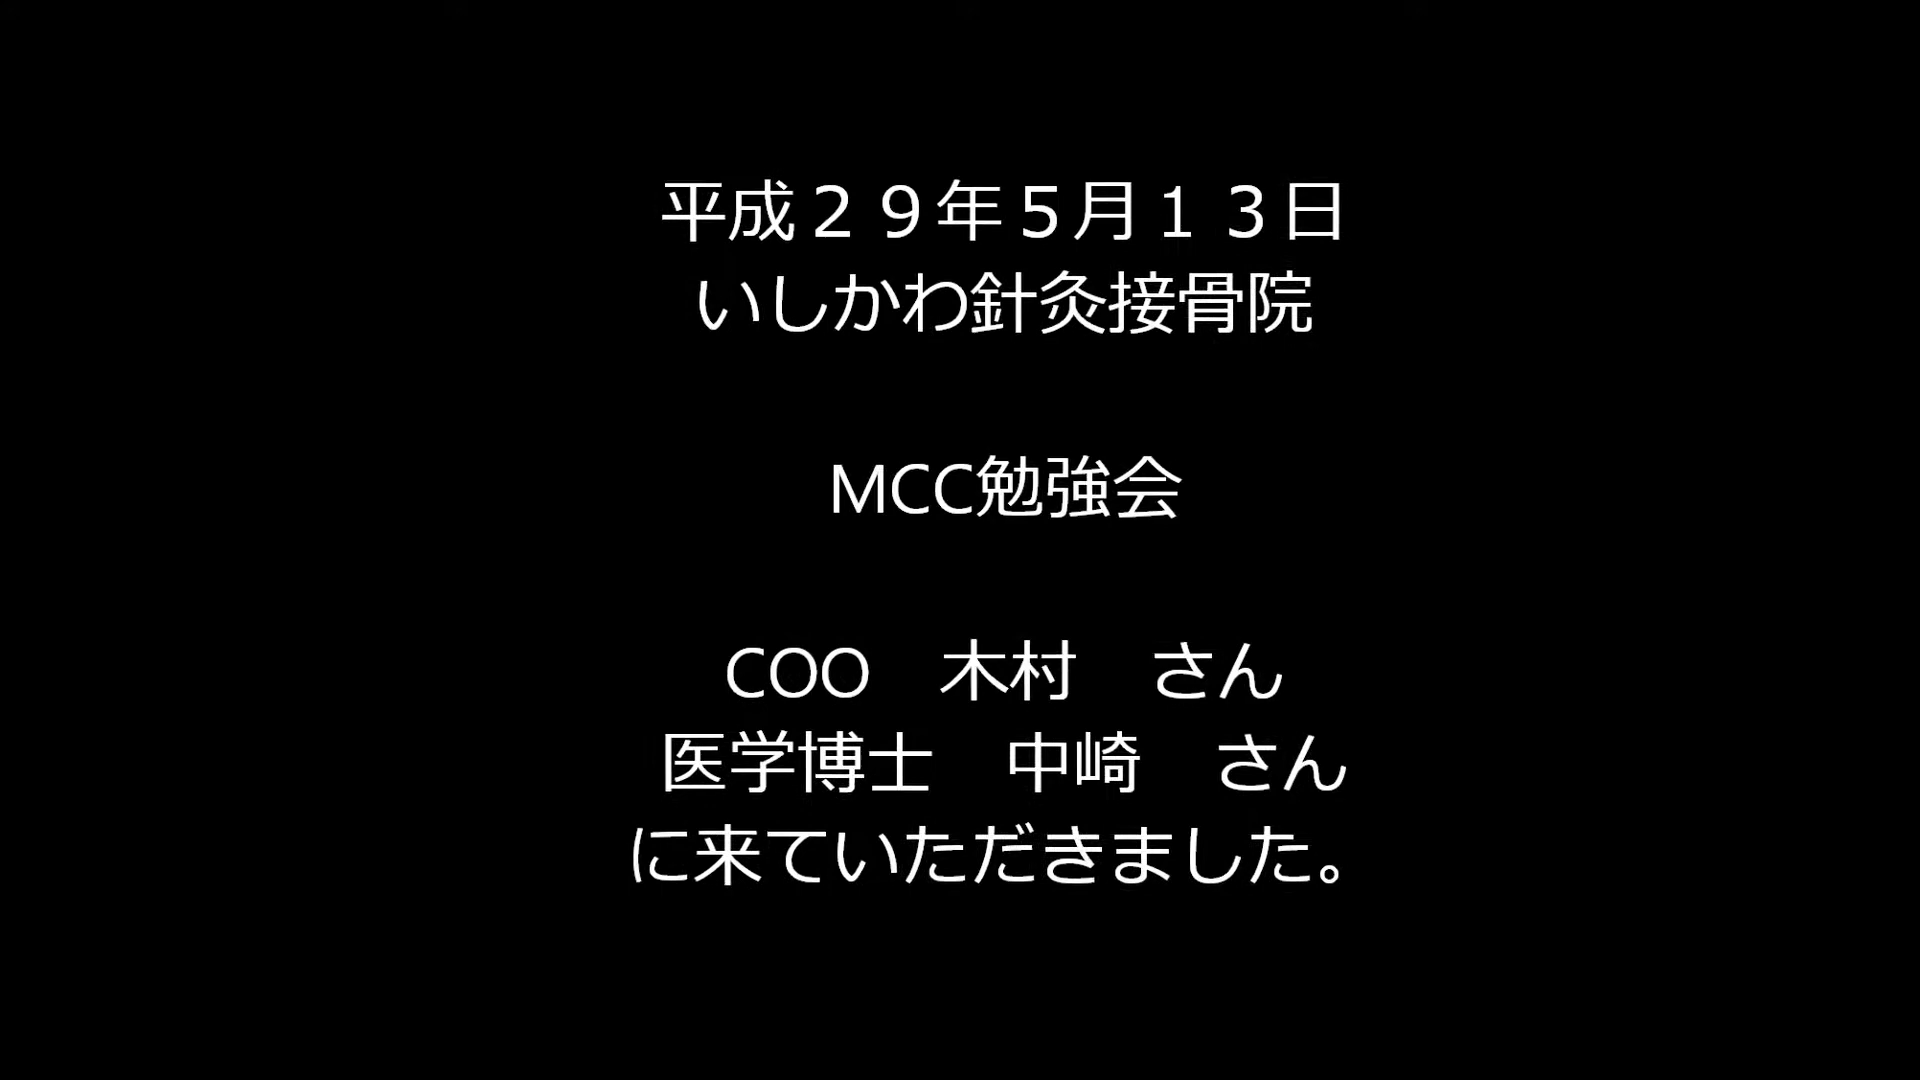 平成２９年５月１３日
いしかわ針灸接骨院
MCC勉強会
COO　木村　さん
医学博士　中崎　さん
に来ていただきました。